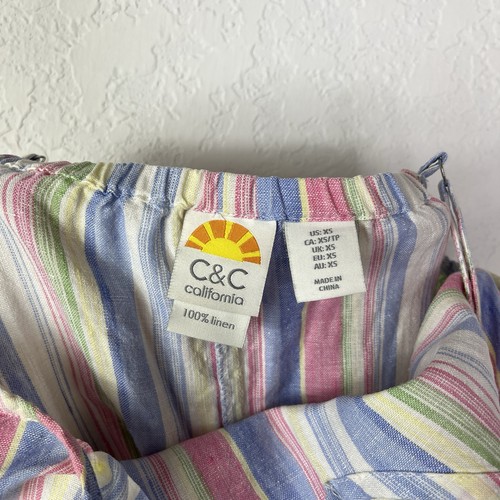 C&C
california
100% linen
US: XS
CA: XS/TP
UK: XS
EU: XS
AU: XS
MADE IN
CHINA